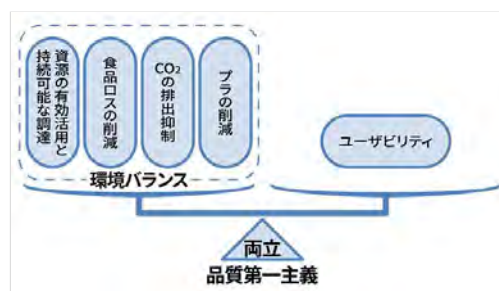 資源の有効活用と
持続可能な調達
食品ロスの削減
CO₂の排出抑制
プラの削減
ユーザビリティ
環境バランス
両立
品質第一主義